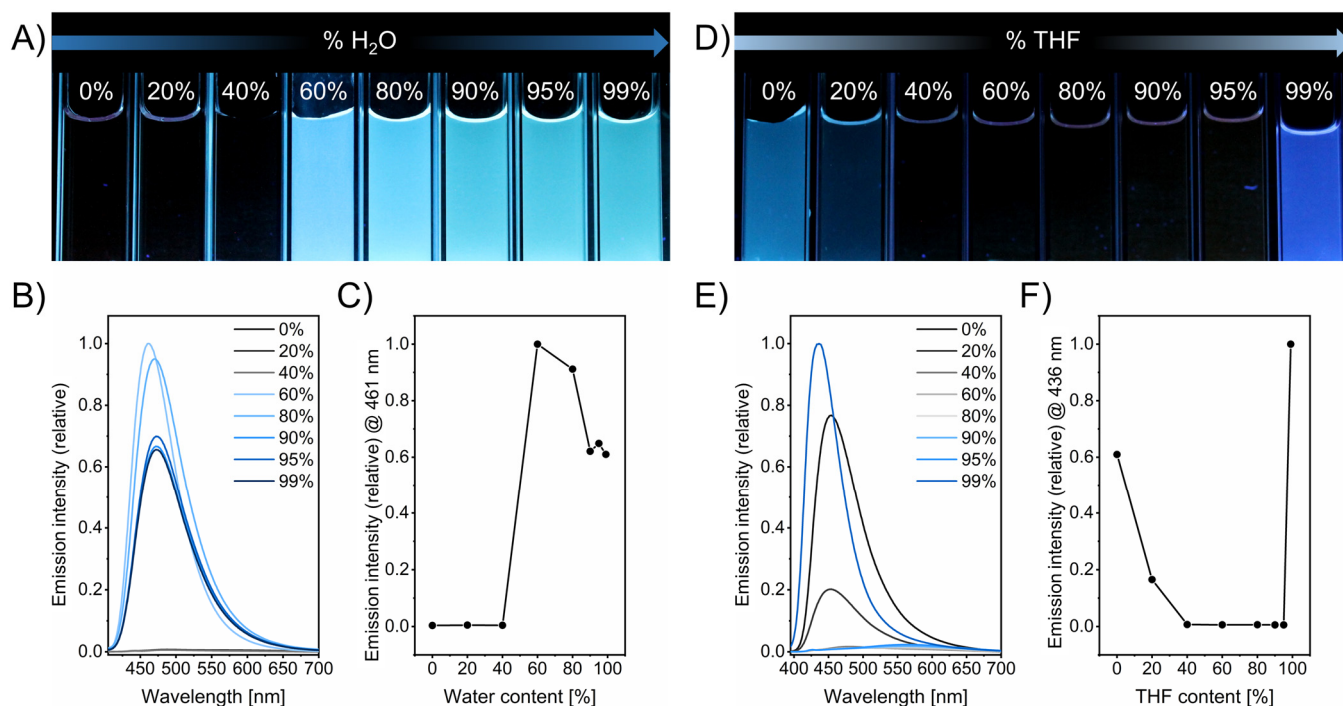 A)
% H₂O
0% 20% 40% 60% 80% 90% 95% 99%
D)
% THF
0% 20% 40% 60% 80% 90% 95% 99%
B)
Emission intensity (relative)
1.0
0.8
0.6
0.4
0.2
0.0
450 500 550 600 650 700
Wavelength [nm]
0%
20%
40%
60%
80%
90%
95%
99%
C)
Emission intensity (relative) @ 461 nm
1.0
0.8
0.6
0.4
0.2
0.0
0 20 40 60 80 100
Water content [%]
E)
Emission intensity (relative)
1.0
0.8
0.6
0.4
0.2
0.0
400 450 500 550 600 650 700
Wavelength [nm]
0%
20%
40%
60%
80%
90%
95%
99%
F)
Emission intensity (relative) @ 436 nm
1.0
0.8
0.6
0.4
0.2
0.0
0 20 40 60 80 100
THF content [%]